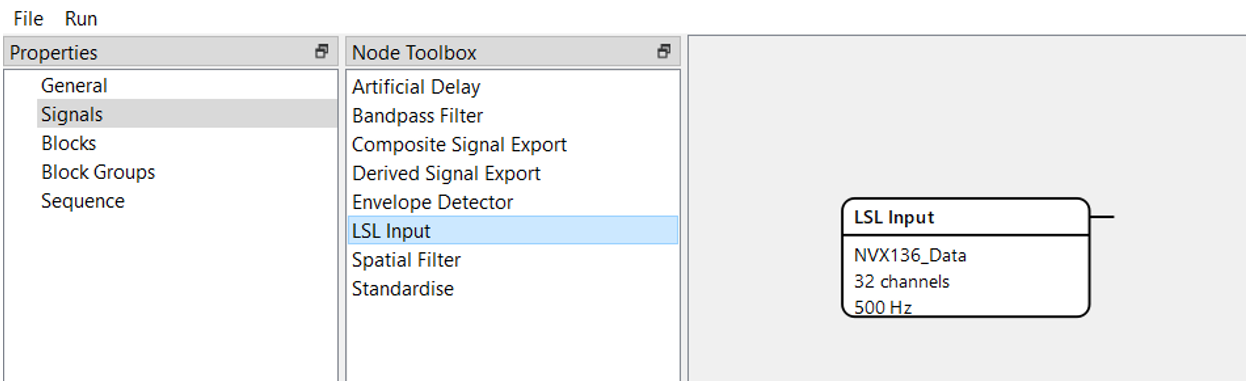 File Run
Properties
General
Signals
Blocks
Block Groups
Sequence
Node Toolbox
Artificial Delay
Bandpass Filter
Composite Signal Export
Derived Signal Export
Envelope Detector
LSL Input
Spatial Filter
Standardise
LSL Input
NVX136_Data
32 channels
500 Hz